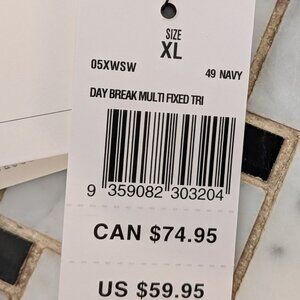 SIZE
XL
05XWSW
49 NAVY
DAY BREAK MULTI FIXED TRI
9 359082 303204
CAN $74.95
US $59.95